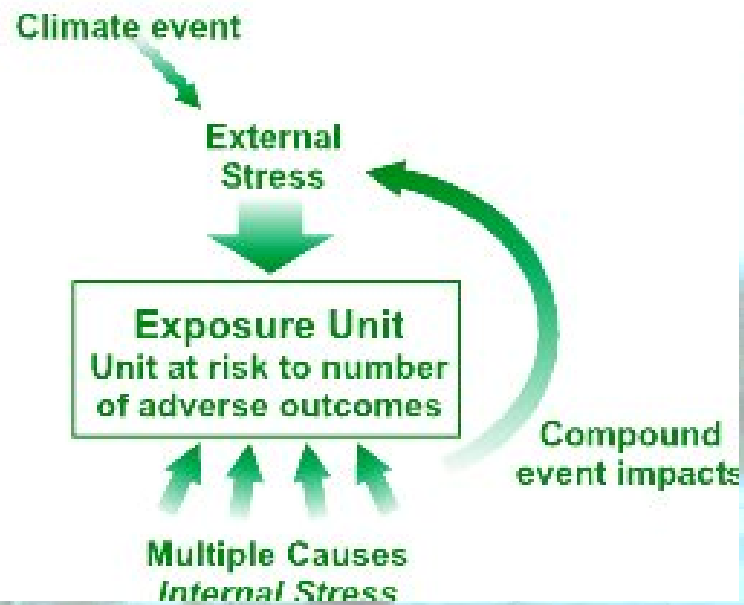 Climate event
External
Stress
Exposure Unit
Unit at risk to number
of adverse outcomes
Compound
event impacts
Multiple Causes
Internal Stress